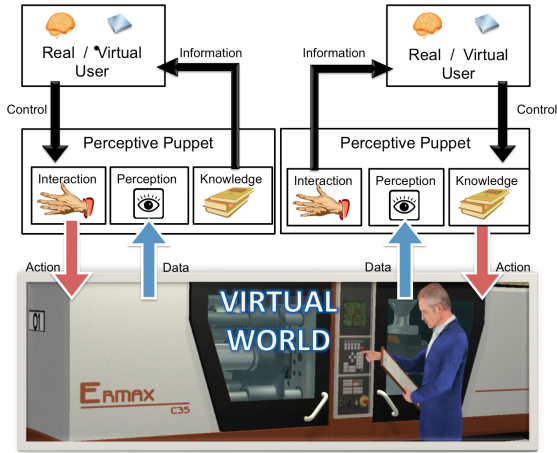 Real / Virtual
User
Information
Information
Real / Virtual
User
Control
Control
Perceptive Puppet
Perceptive Puppet
Interaction
Perception
Knowledge
Interaction
Perception
Knowledge
Action
Data
Data
Action
VIRTUAL
WORLD
01
ERMAX
C35